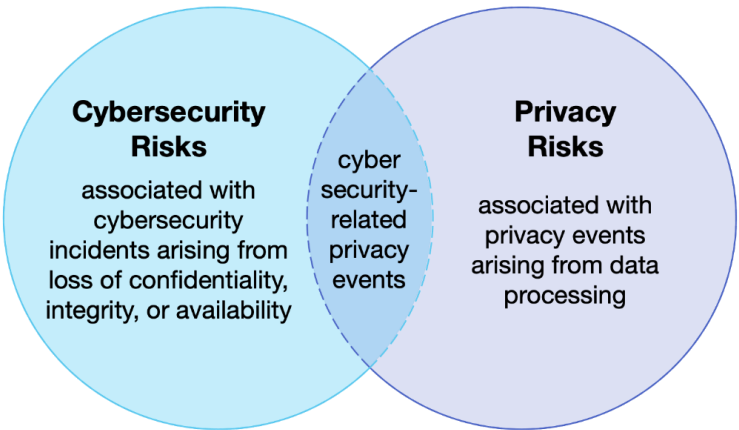 Cybersecurity
Risks
associated with
cybersecurity
incidents arising from
loss of confidentiality,
integrity, or availability
cyber
security-
related
privacy
events
Privacy
Risks
associated with
privacy events
arising from data
processing